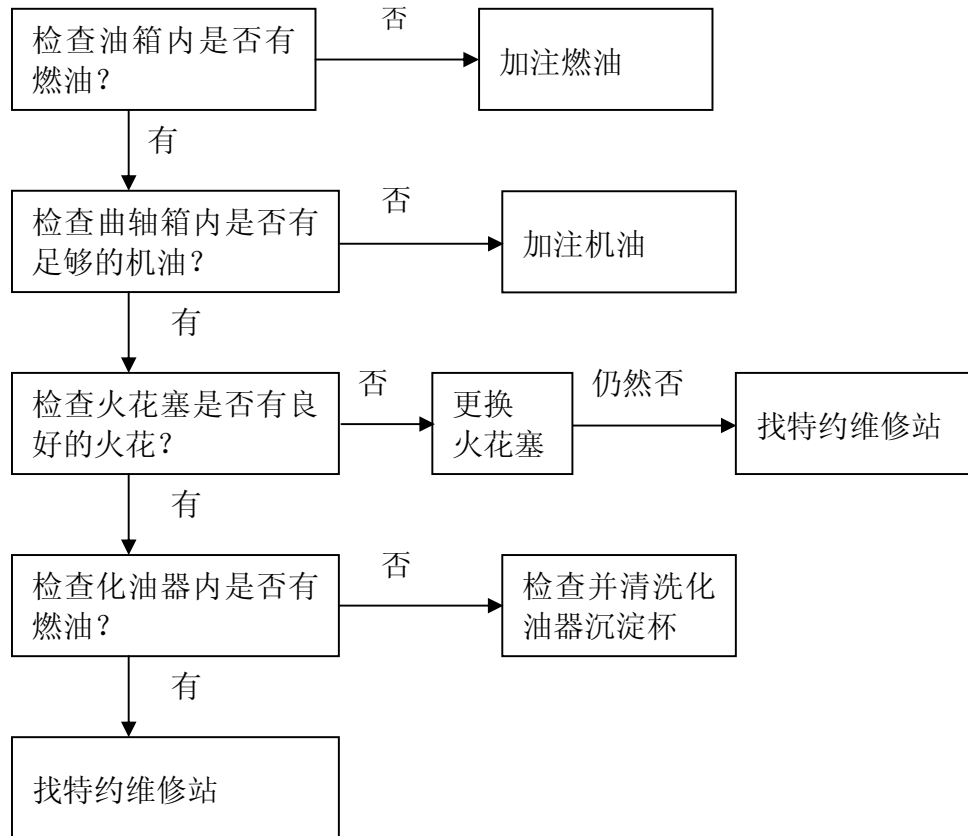 否
检查油箱内是否有
燃油？
加注燃油
有
检查曲轴箱内是否有
足够的机油？
否
加注机油
有
检查火花塞是否有良
好的火花？
否
更换
火花塞
仍然否
找特约维修站
有
检查化油器内是否有
燃油？
否
检查并清洗化
油器沉淀杯
有
找特约维修站